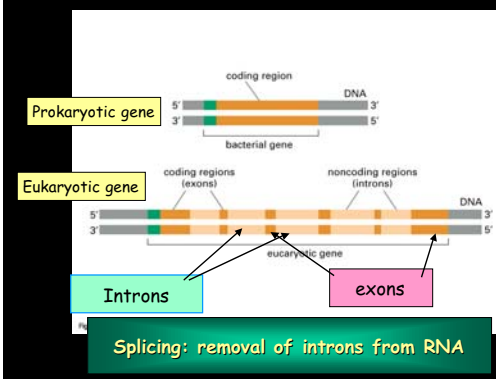 coding region
DNA
Prokaryotic gene
5′ 3′
3′ 5′
bacterial gene
Eukaryotic gene
coding regions
(exons)
noncoding regions
(introns)
DNA
5′ 3′
3′ 5′
eucaryotic gene
Introns
exons
Splicing: removal of introns from RNA